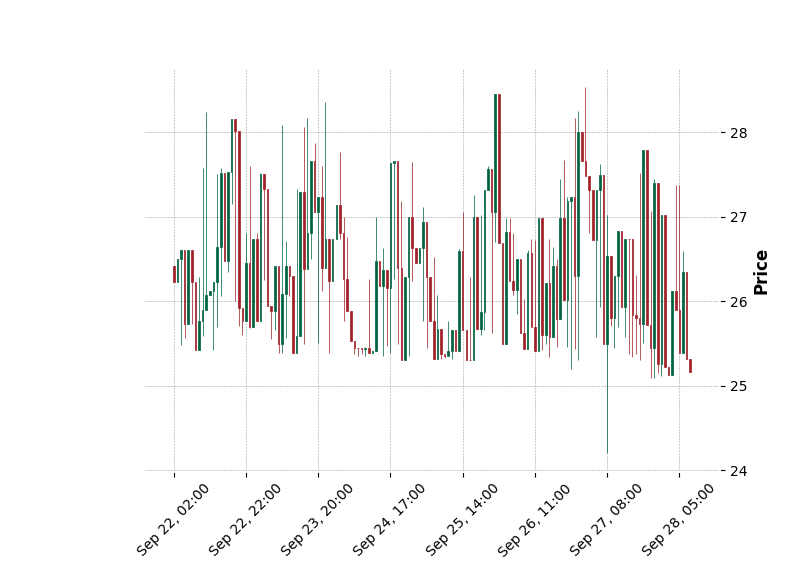 28
27
26
25
24
Price
Sep 22, 02:00
Sep 22, 22:00
Sep 23, 20:00
Sep 24, 17:00
Sep 25, 14:00
Sep 26, 11:00
Sep 27, 08:00
Sep 28, 05:00